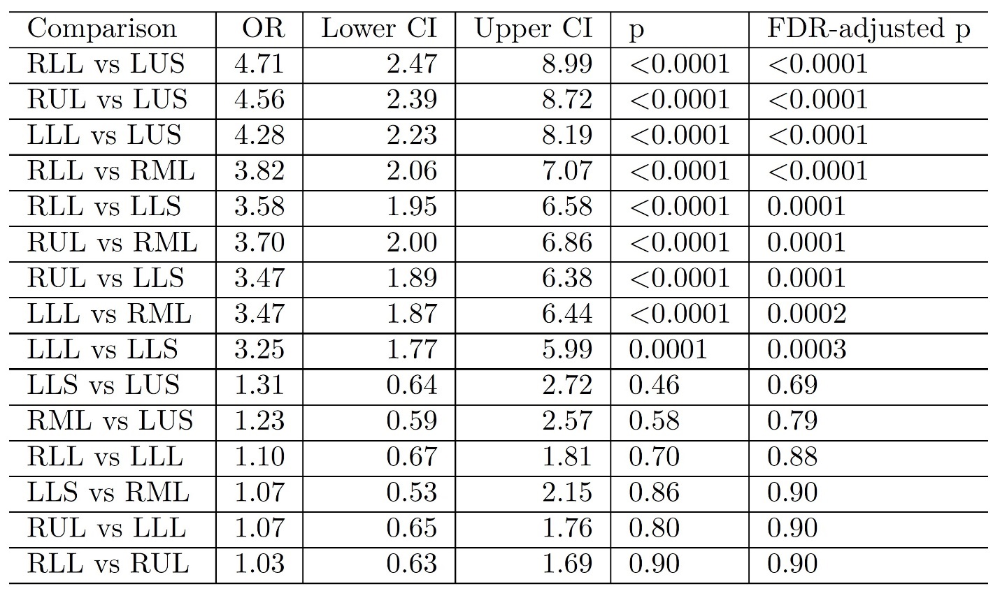 Comparison OR Lower CI Upper CI p FDR-adjusted p
RLL vs LUS 4.71 2.47 8.99 <0.0001 <0.0001
RUL vs LUS 4.56 2.39 8.72 <0.0001 <0.0001
LLL vs LUS 4.28 2.23 8.19 <0.0001 <0.0001
RLL vs RML 3.82 2.06 7.07 <0.0001 <0.0001
RLL vs LLS 3.58 1.95 6.58 <0.0001 0.0001
RUL vs RML 3.70 2.00 6.86 <0.0001 0.0001
RUL vs LLS 3.47 1.89 6.38 <0.0001 0.0001
LLL vs RML 3.47 1.87 6.44 <0.0001 0.0002
LLL vs LLS 3.25 1.77 5.99 0.0001 0.0003
LLS vs LUS 1.31 0.64 2.72 0.46 0.69
RML vs LUS 1.23 0.59 2.57 0.58 0.79
RLL vs LLL 1.10 0.67 1.81 0.70 0.88
LLS vs RML 1.07 0.53 2.15 0.86 0.90
RUL vs LLL 1.07 0.65 1.76 0.80 0.90
RLL vs RUL 1.03 0.63 1.69 0.90 0.90